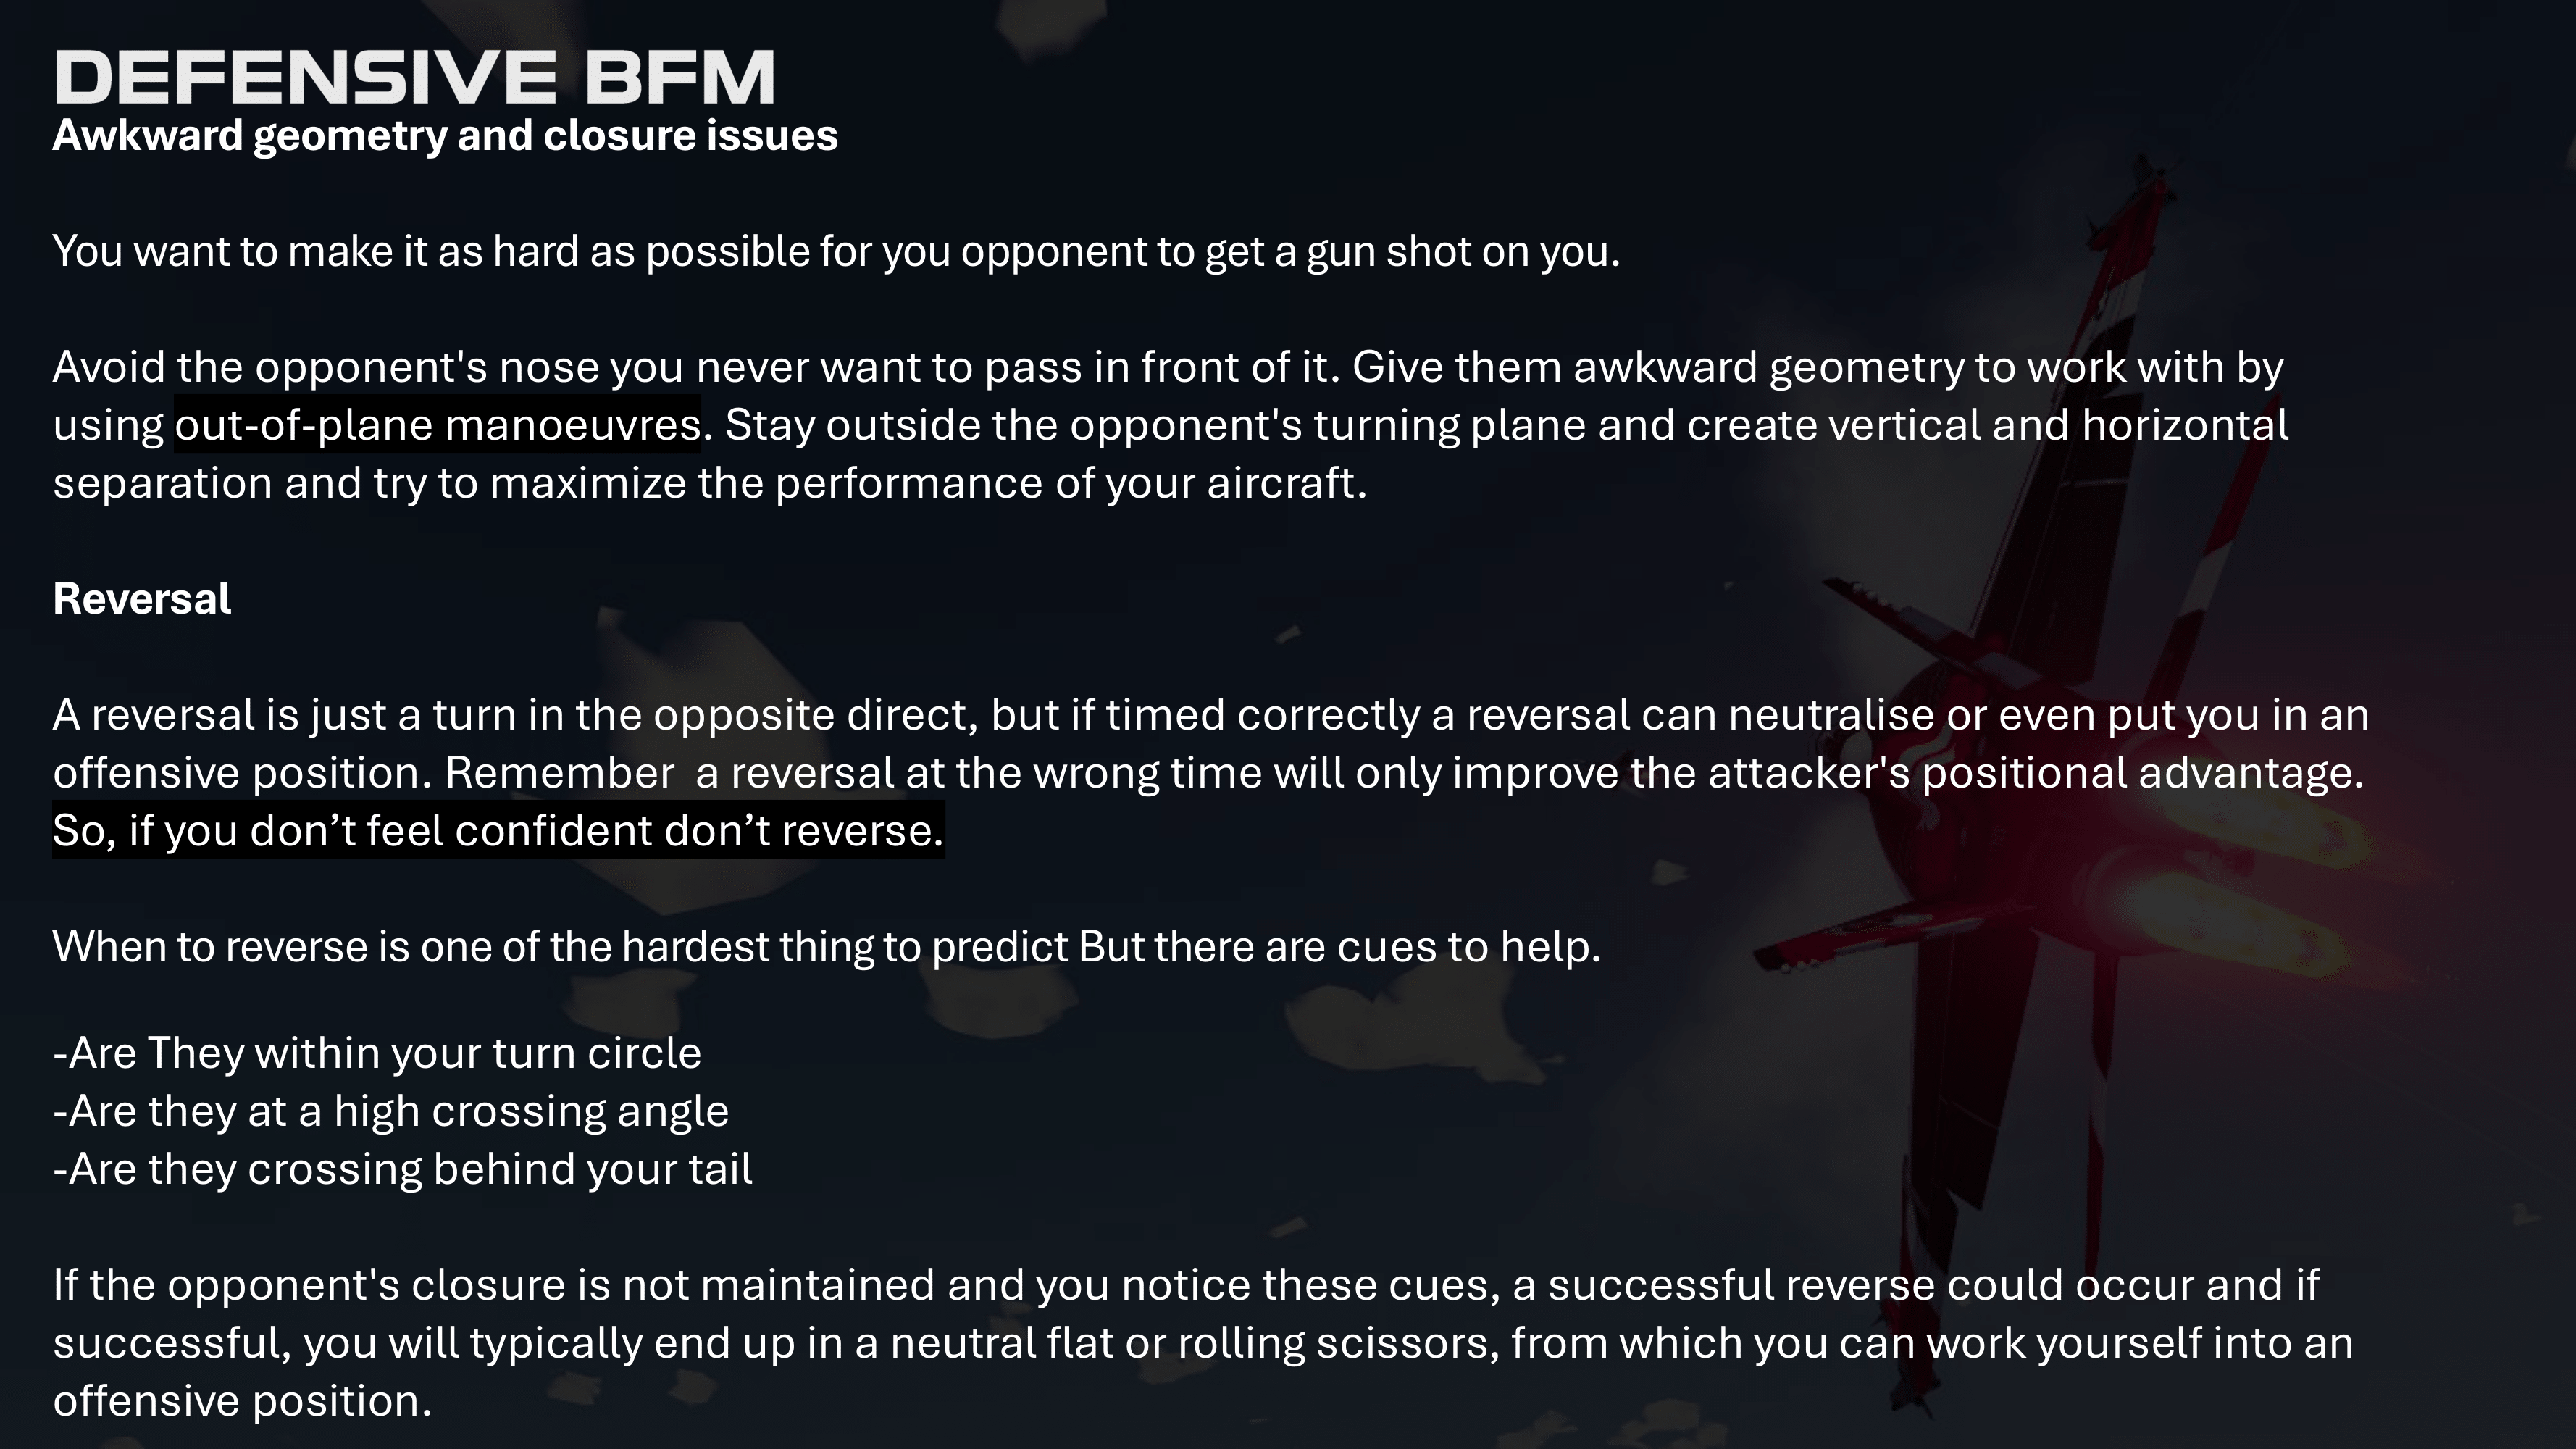 DEFENSIVE BFM
Awkward geometry and closure issues
You want to make it as hard as possible for you opponent to get a gun shot on you.
Avoid the opponent's nose you never want to pass in front of it. Give them awkward geometry to work with by
using out-of-plane manoeuvres. Stay outside the opponent's turning plane and create vertical and horizontal
separation and try to maximize the performance of your aircraft.
Reversal
A reversal is just a turn in the opposite direct, but if timed correctly a reversal can neutralise or even put you in an
offensive position. Remember  a reversal at the wrong time will only improve the attacker's positional advantage.
So, if you don’t feel confident don’t reverse.
When to reverse is one of the hardest thing to predict But there are cues to help.
-Are They within your turn circle
-Are they at a high crossing angle
-Are they crossing behind your tail
If the opponent's closure is not maintained and you notice these cues, a successful reverse could occur and if
successful, you will typically end up in a neutral flat or rolling scissors, from which you can work yourself into an
offensive position.